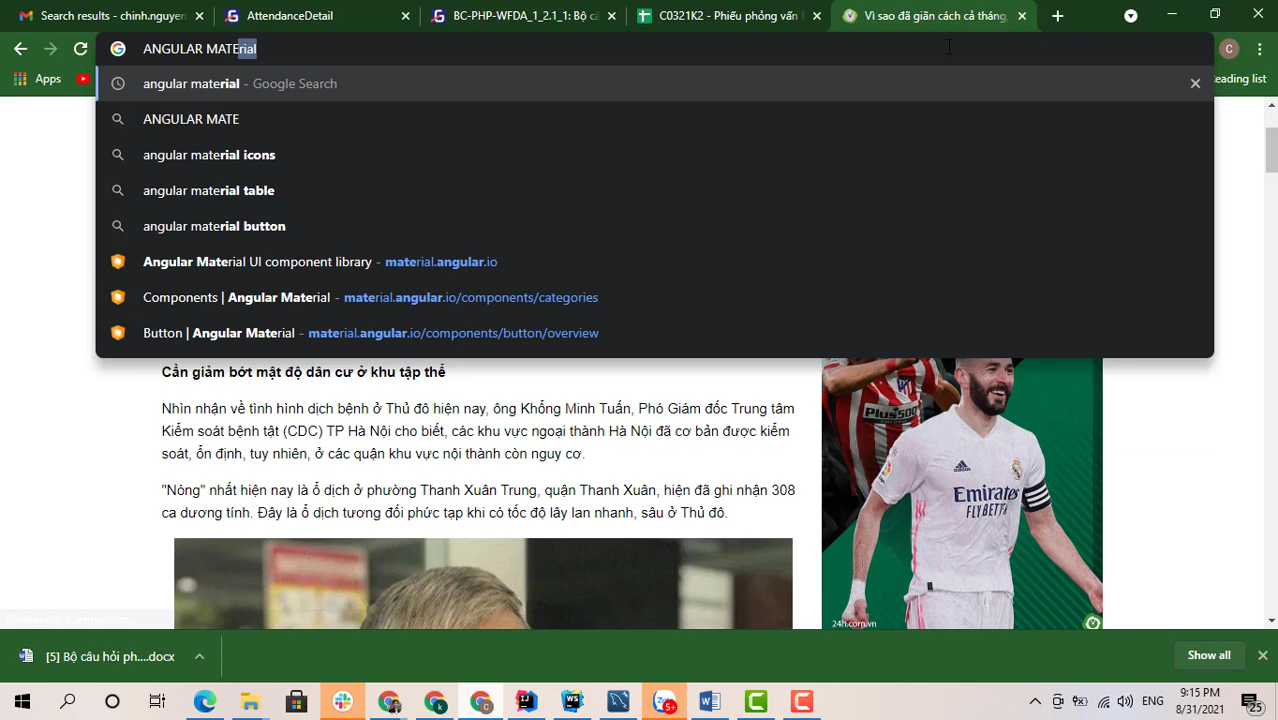 Search results - chinh.nguyen
AttendanceDetail
BC-PHP-WFDA_1.2.1_1: Bộ câ
C0321K2 - Phiếu phỏng vấn
Vì sao đã giãn cách cả tháng,
ANGULAR MATErial
Apps
eading list
angular material - Google Search
ANGULAR MATE
angular material icons
angular material table
angular material button
Angular Material UI component library - material.angular.io
Components | Angular Material - material.angular.io/components/categories
Button | Angular Material - material.angular.io/components/button/overview
Cần giảm bớt mật độ dân cư ở khu tập thể
Nhìn nhận về tình hình dịch bệnh ở Thủ đô hiện nay, ông Khổng Minh Tuấn, Phó Giám đốc Trung tâm
Kiểm soát bệnh tật (CDC) TP Hà Nội cho biết, các khu vực ngoại thành Hà Nội đã cơ bản được kiểm
soát, ổn định, tuy nhiên, ở các quận khu vực nội thành còn nguy cơ.
"Nóng" nhất hiện nay là ổ dịch ở phường Thanh Xuân Trung, quận Thanh Xuân, hiện đã ghi nhận 308
ca dương tính. Đây là ổ dịch tương đối phức tạp khi có tốc độ lây lan nhanh, sâu ở Thủ đô.
Plus500
adidas
Emirates
FLY BETTER
24h.com.vn
[5] Bộ câu hỏi ph....docx
Show all
5+
ENG
9:15 PM
8/31/2021
25